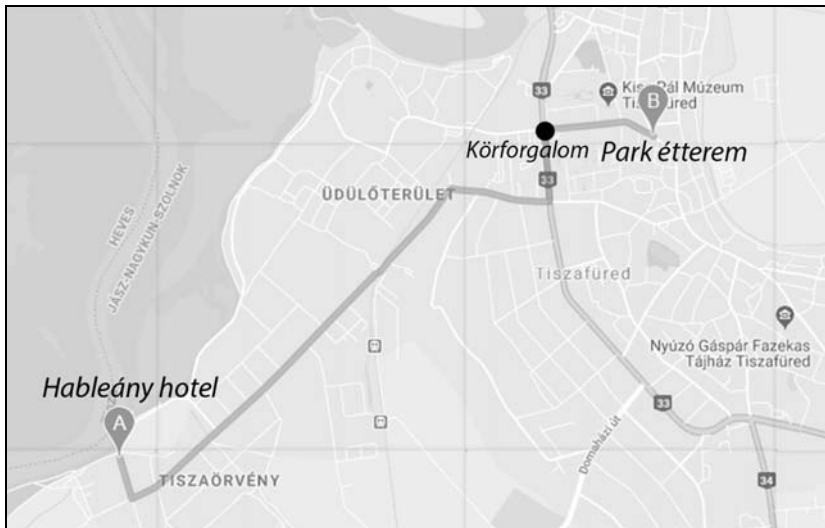 33
Kiss Pál Múzeum
Tiszafüred
B
Körforgalom
Park étterem
33
ÜDÜLŐTERÜLET
HEVES
JÁSZ-NAGYKUN-SZOLNOK
Tiszafüred
Nyúzó Gáspár Fazekas
Tájház Tiszafüred
Hableány hotel
A
33
Domaházi út
TISZAÖRVÉNY
34